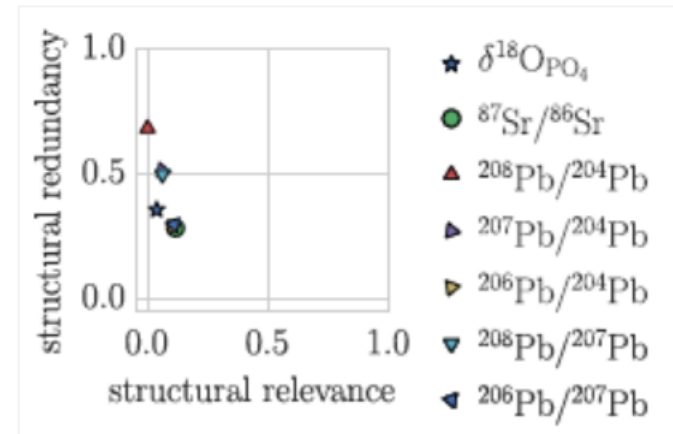 structural redundancy
1.0
0.5
0.0
0.0 0.5 1.0
structural relevance
δ¹⁸O_PO₄
⁸⁷Sr/⁸⁶Sr
²⁰⁸Pb/²⁰⁴Pb
²⁰⁷Pb/²⁰⁴Pb
²⁰⁶Pb/²⁰⁴Pb
²⁰⁸Pb/²⁰⁷Pb
²⁰⁶Pb/²⁰⁷Pb